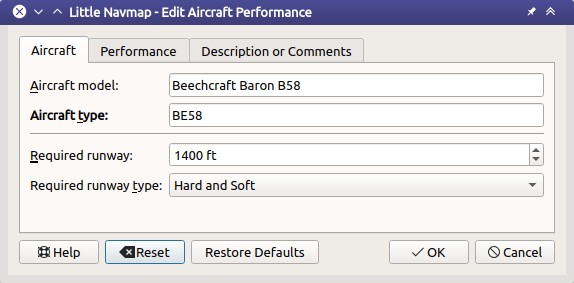 Little Navmap - Edit Aircraft Performance
Aircraft Performance Description or Comments
Aircraft model: Beechcraft Baron B58
Aircraft type: BE58
Required runway: 1400 ft
Required runway type: Hard and Soft
Help Reset Restore Defaults OK Cancel